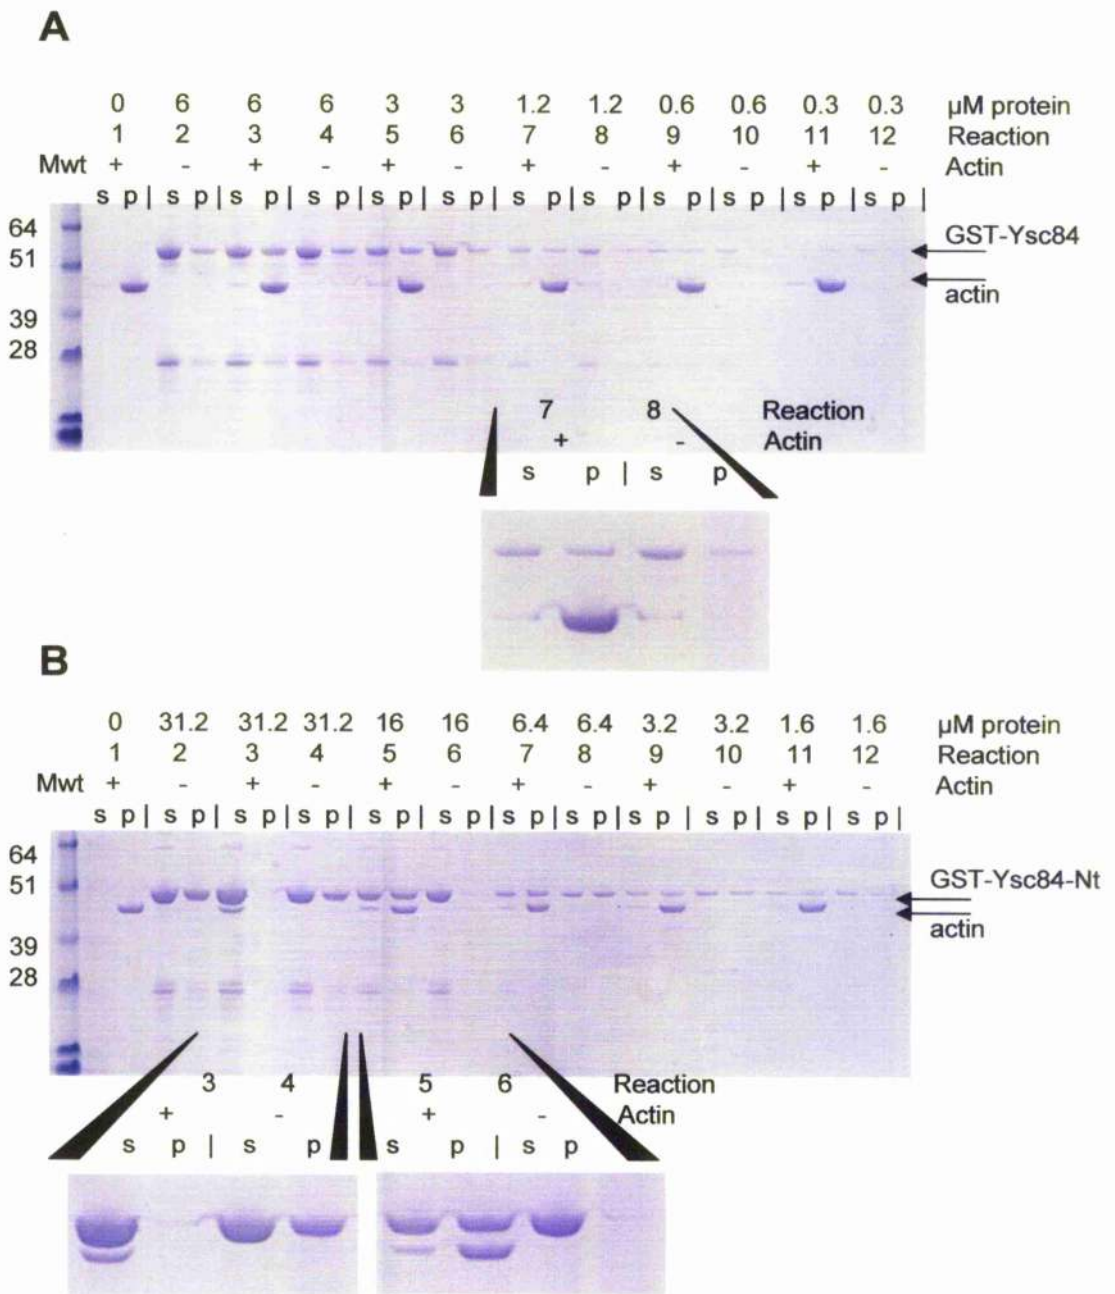 A
0 6 6 6 3 3 1.2 1.2 0.6 0.6 0.3 0.3 µM protein
1 2 3 4 5 6 7 8 9 10 11 12 Reaction
Mwt + - + - + - + - + - + - Actin
s p | s p | s p | s p | s p | s p | s p | s p | s p | s p | s p | s p |
64
GST-Ysc84
51
actin
39
28
7 8 Reaction
+ - Actin
s p | s p
B
0 31.2 31.2 31.2 16 16 6.4 6.4 3.2 3.2 1.6 1.6 µM protein
1 2 3 4 5 6 7 8 9 10 11 12 Reaction
Mwt + - + - + - + - + - + - Actin
s p | s p | s p | s p | s p | s p | s p | s p | s p | s p | s p | s p |
64
51
GST-Ysc84-Nt
actin
39
28
3 4 5 6 Reaction
+ - + - Actin
s p | s p s p | s p